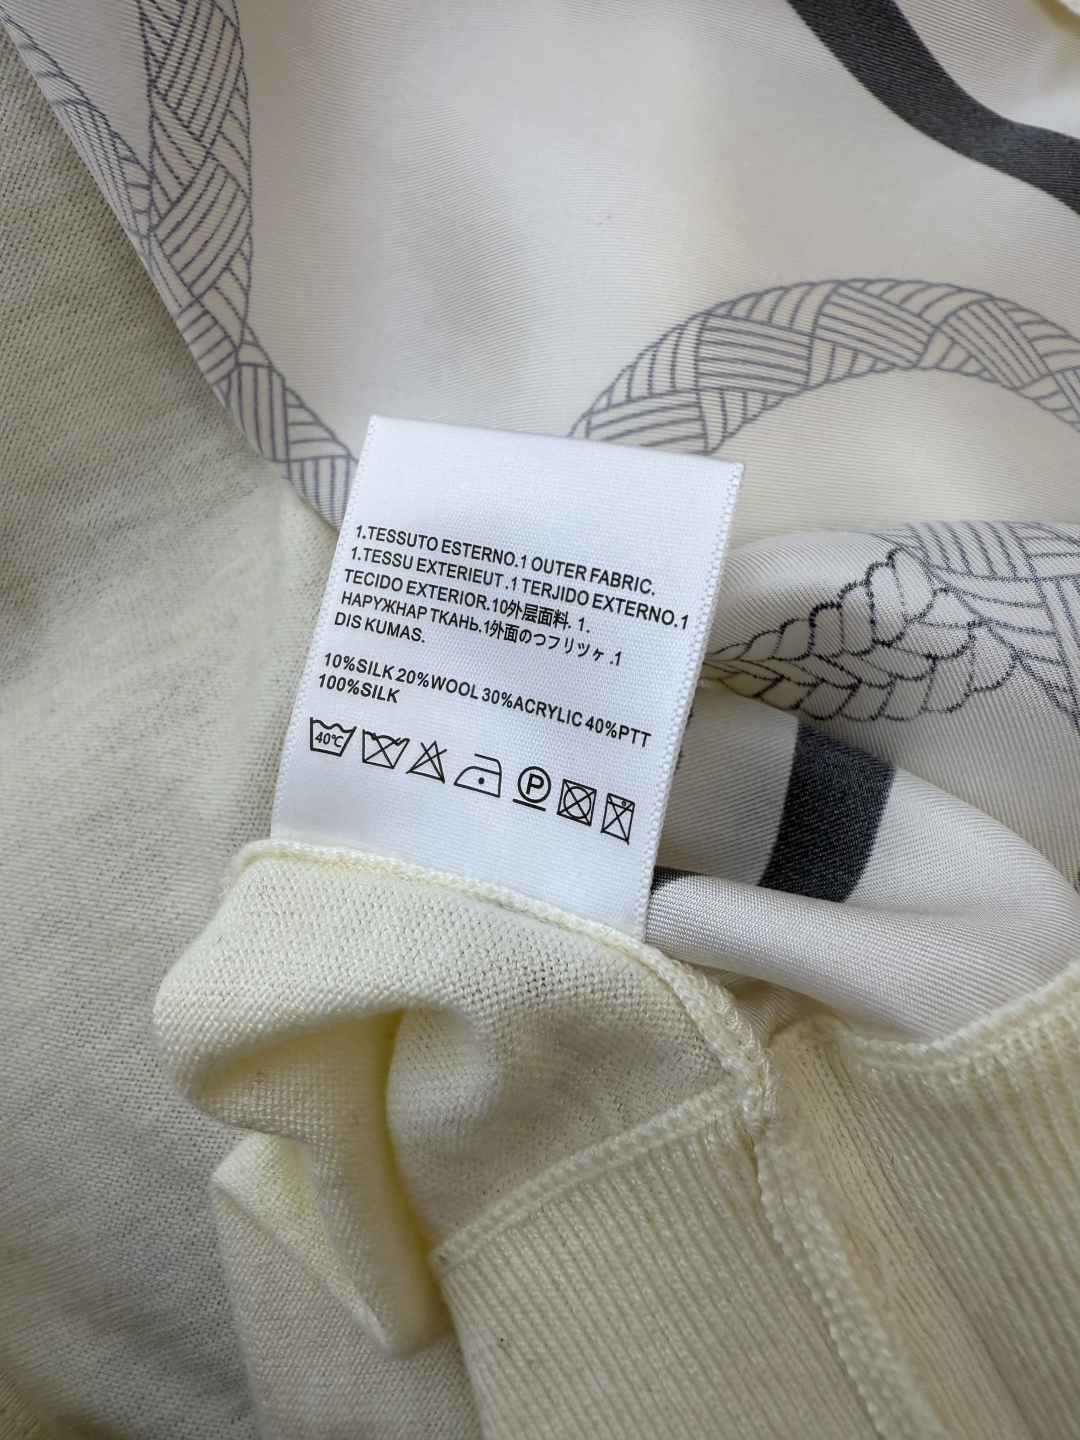 1.TESSUTO ESTERNO.1 OUTER FABRIC.
1.TESSU EXTERIEUT.1 TERJIDO EXTERNO.1
TECIDO EXTERIOR.10外层面料. 1.
НАРУЖНАР ТКАНЬ.1外面のつフリツヶ.1
DIS KUMAS.
10%SILK 20%WOOL 30%ACRYLIC 40%PTT
100%SILK
40℃
P